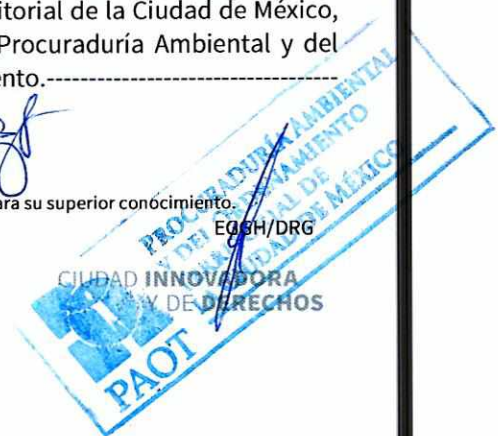 itorial de la Ciudad de México,
Procuraduría Ambiental y del
ento.-----------------------------------
ara su superior conocimiento.
EGGH/DRG
PROCURADURÍA AMBIENTAL
Y DEL ORDENAMIENTO
TERRITORIAL DE
LA CIUDAD DE MÉXICO
CIUDAD INNOVADORA
Y DE DERECHOS
PAOT